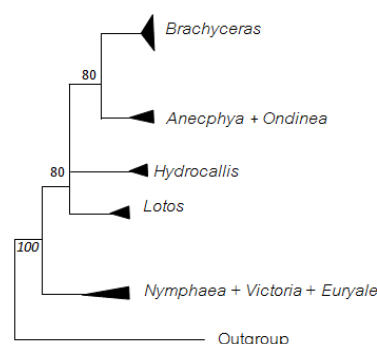 Brachyceras
80
Anecphya + Ondinea
80
Hydrocallis
Lotos
100
Nymphaea + Victoria + Euryale
Outgroup